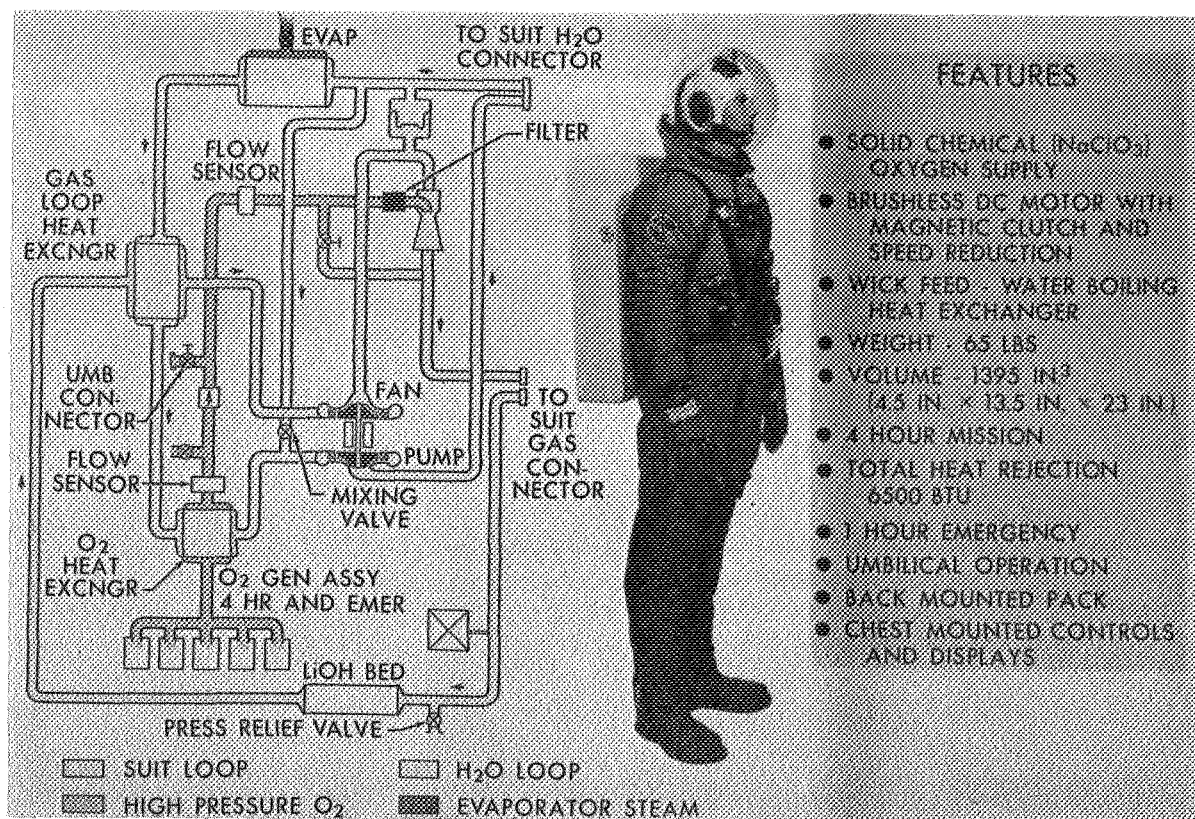 EVAP
TO SUIT H₂O
CONNECTOR
FILTER
FLOW
SENSOR
GAS
LOOP
HEAT
EXCNGR
UMB
CON-
NECTOR
FAN
TO
SUIT
GAS
CON-
NECTOR
FLOW
SENSOR
PUMP
MIXING
VALVE
O₂
HEAT
EXCNGR
O₂ GEN ASSY
4 HR AND EMER
LiOH BED
PRESS RELIEF VALVE
SUIT LOOP
H₂O LOOP
HIGH PRESSURE O₂
EVAPORATOR STEAM
FEATURES
● SOLID CHEMICAL (NaClO₃)
OXYGEN SUPPLY
● BRUSHLESS DC MOTOR WITH
MAGNETIC CLUTCH AND
SPEED REDUCTION
● WICK FEED - WATER BOILING
HEAT EXCHANGER
● WEIGHT - 65 LBS
● VOLUME 1395 IN³
(4.5 IN. × 13.5 IN. × 23 IN.)
● 4 HOUR MISSION
● TOTAL HEAT REJECTION
6500 BTU
● 1 HOUR EMERGENCY
● UMBILICAL OPERATION
● BACK MOUNTED PACK
● CHEST MOUNTED CONTROLS
AND DISPLAYS